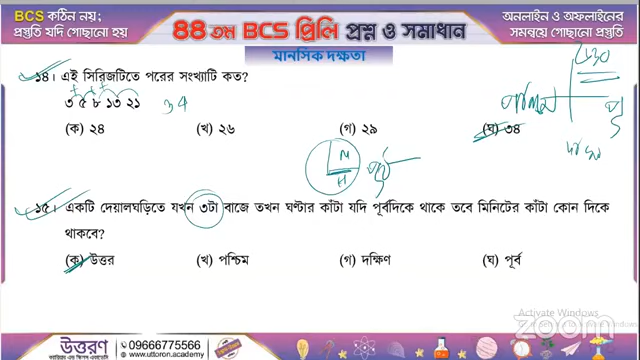 BCS কঠিন নয়;
প্রস্তুতি যদি গোছানো হয়
৪৪ তম BCS প্রিলি প্রশ্ন ও সমাধান
অনলাইন ও অফলাইনের
সমন্বয়ে গোছানো প্রস্তুতি
মানসিক দক্ষতা
১৪। এই সিরিজটিতে পরের সংখ্যাটি কত?
৩ ৫ ৮ ১৩ ২১ ৩৪
(ক) ২৪ (খ) ২৬ (গ) ২৯ (ঘ) ৩৪
উত্তর
পূর্ব
M
H পূর্ব
১৫। একটি দেয়ালঘড়িতে যখন ৩টা বাজে তখন ঘণ্টার কাঁটা যদি পূর্বদিকে থাকে তবে মিনিটের কাঁটা কোন দিকে
থাকবে?
(ক) উত্তর (খ) পশ্চিম (গ) দক্ষিণ (ঘ) পূর্ব
Activate Windows
zoom
উত্তরণ
09666775566
www.uttoron.academy